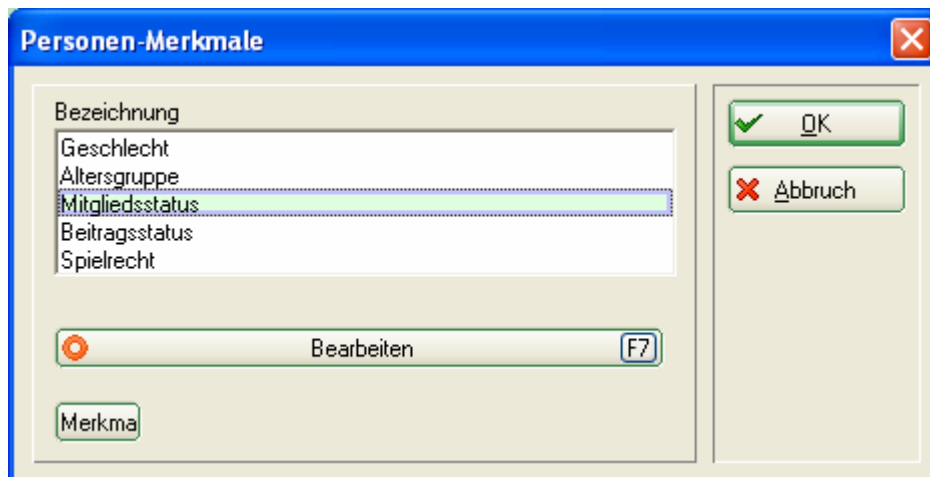 Personen-Merkmale
Bezeichnung
Geschlecht
Altersgruppe
Mitgliedsstatus
Beitragsstatus
Spielrecht
Bearbeiten F7
Merkma
OK
Abbruch